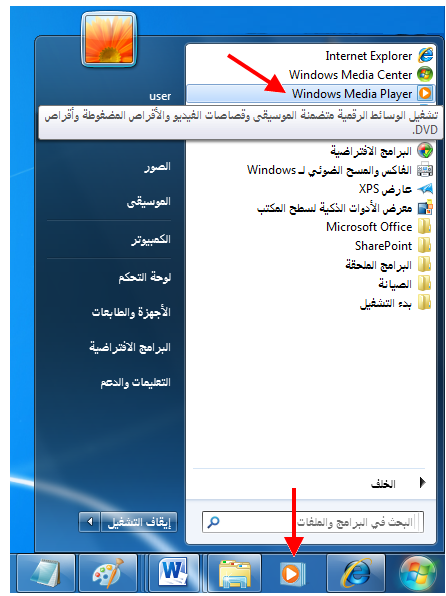 Internet Explorer
Windows Media Center
Windows Media Player
تشغيل الوسائط الرقمية متضمنة الموسيقى وقصاصات الفيديو والأقراص المضغوطة وأقراص
DVD.
البرامج الافتراضية
الفاكس والمسح الضوئي لـ Windows
عارض XPS
معرض الأدوات الذكية لسطح المكتب
Microsoft Office
SharePoint
البرامج الملحقة
الصيانة
بدء التشغيل
الخلف
البحث في البرامج والملفات
user
الصور
الموسيقى
الكمبيوتر
لوحة التحكم
الأجهزة والطابعات
البرامج الافتراضية
التعليمات والدعم
إيقاف التشغيل